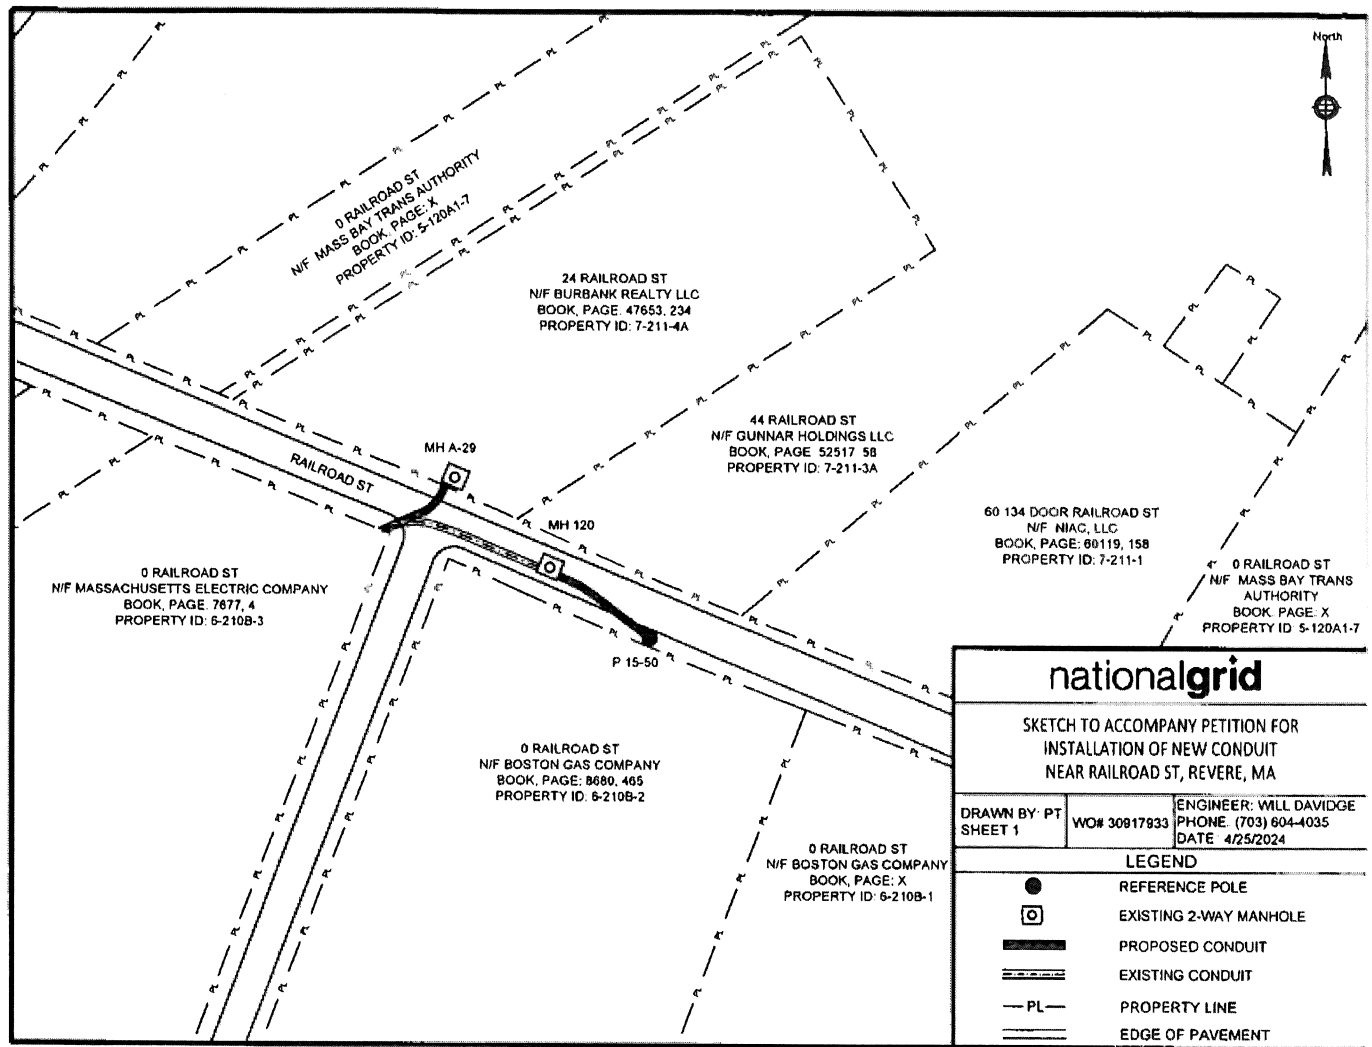 North
0 RAILROAD ST
N/F MASS BAY TRANS AUTHORITY
BOOK, PAGE: X
PROPERTY ID: 5-120A1-7
24 RAILROAD ST
N/F BURBANK REALTY LLC
BOOK, PAGE. 47653, 234
PROPERTY ID: 7-211-4A
44 RAILROAD ST
N/F GUNNAR HOLDINGS LLC
BOOK, PAGE 52517 58
PROPERTY ID: 7-211-3A
MH A-29
RAILROAD ST
MH 120
60 134 DOOR RAILROAD ST
N/F NIAC, LLC
BOOK, PAGE: 60119, 158
PROPERTY ID: 7-211-1
0 RAILROAD ST
N/F MASS BAY TRANS
AUTHORITY
BOOK PAGE: X
PROPERTY ID 5-120A1-7
0 RAILROAD ST
N/F MASSACHUSETTS ELECTRIC COMPANY
BOOK, PAGE. 7677, 4
PROPERTY ID: 6-210B-3
P 15-50
0 RAILROAD ST
N/F BOSTON GAS COMPANY
BOOK, PAGE: 8680, 465
PROPERTY ID. 6-210B-2
0 RAILROAD ST
N/F BOSTON GAS COMPANY
BOOK, PAGE: X
PROPERTY ID: 6-210B-1
nationalgrid
SKETCH TO ACCOMPANY PETITION FOR
INSTALLATION OF NEW CONDUIT
NEAR RAILROAD ST, REVERE, MA
DRAWN BY: PT
SHEET 1
WO# 30917933
ENGINEER: WILL DAVIDGE
PHONE. (703) 604-4035
DATE 4/25/2024
LEGEND
REFERENCE POLE
EXISTING 2-WAY MANHOLE
PROPOSED CONDUIT
EXISTING CONDUIT
PL PROPERTY LINE
EDGE OF PAVEMENT